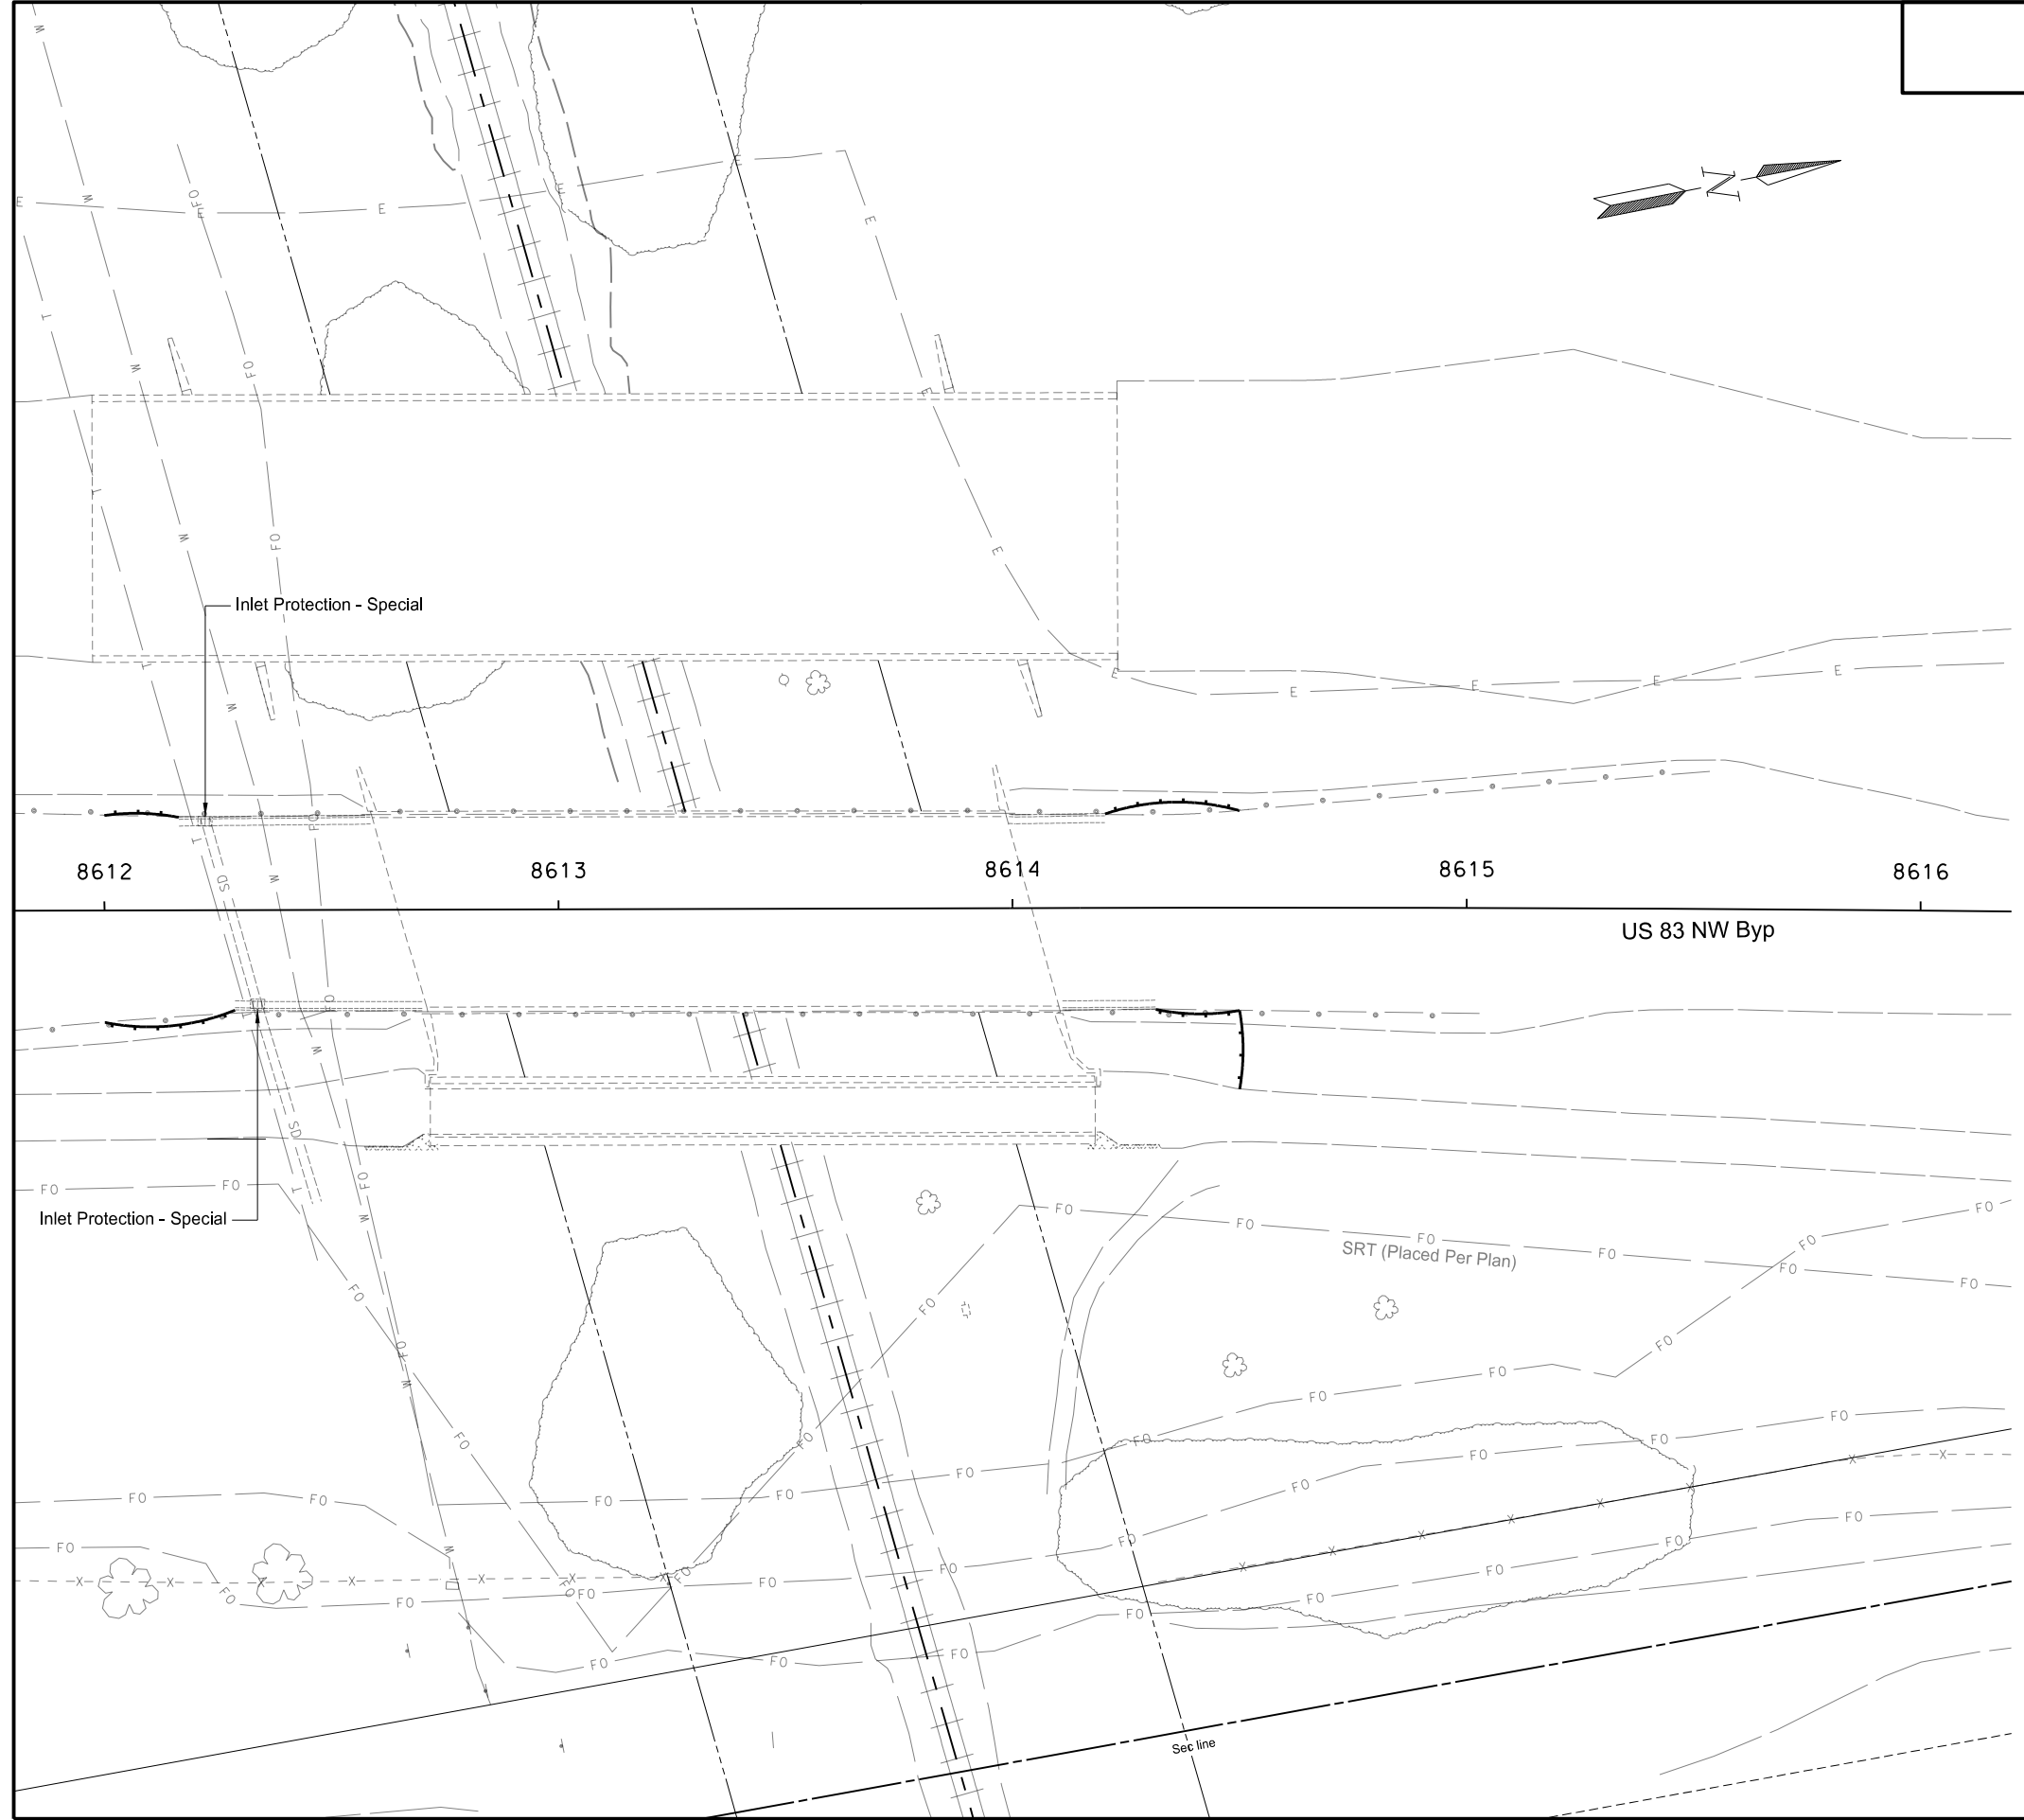 N
Inlet Protection - Special
8612
8613
8614
8615
8616
US 83 NW Byp
Inlet Protection - Special
SRT (Placed Per Plan)
Sec line